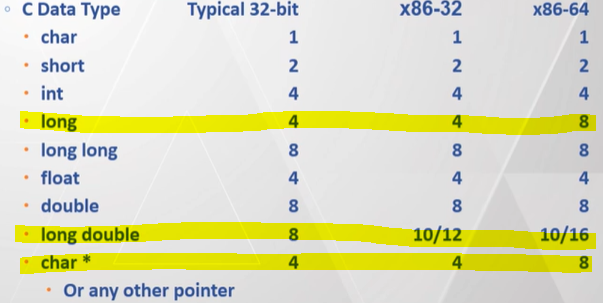 ◦ C Data Type Typical 32-bit x86-32 x86-64
• char 1 1 1
• short 2 2 2
• int 4 4 4
• long 4 4 8
• long long 8 8 8
• float 4 4 4
• double 8 8 8
• long double 8 10/12 10/16
• char * 4 4 8
• Or any other pointer